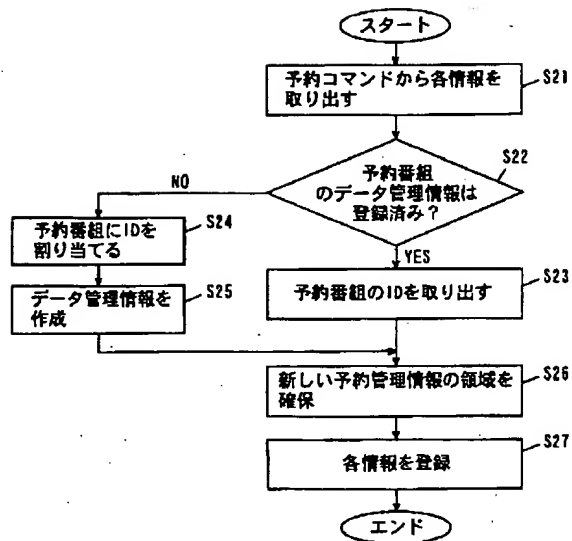 スタート
予約コマンドから各情報を
取り出す
S21
予約番組
のデータ管理情報は
登録済み？
S22
NO
YES
予約番組にIDを
割り当てる
S24
データ管理情報を
作成
S25
予約番組のIDを取り出す
S23
新しい予約管理情報の領域を
確保
S26
各情報を登録
S27
エンド